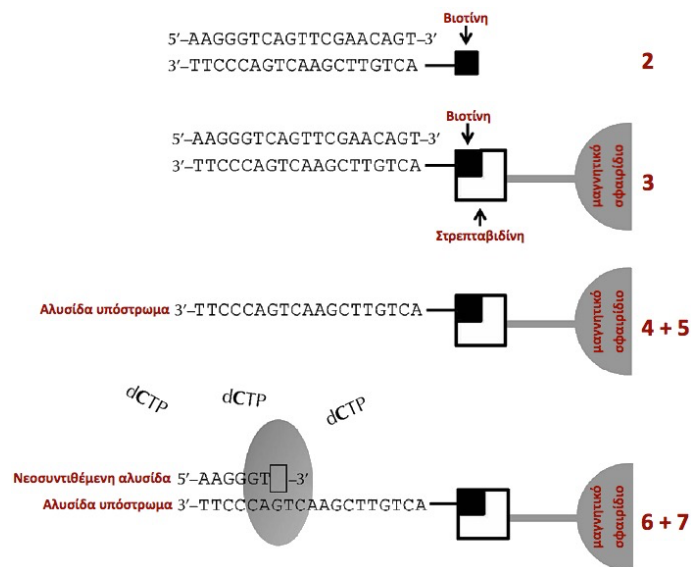 Βιοτίνη
5′–AAGGGTCAGTTCGAACAGT–3′
3′–TTCCCAGTCAAGCTTGTCA
2
Βιοτίνη
5′–AAGGGTCAGTTCGAACAGT–3′
3′–TTCCCAGTCAAGCTTGTCA
μαγνητικό
σφαιρίδιο
3
Στρεπταβιδίνη
Αλυσίδα υπόστρωμα 3′–TTCCCAGTCAAGCTTGTCA
μαγνητικό
σφαιρίδιο
4 + 5
dCTP dCTP dCTP
Νεοσυντιθέμενη αλυσίδα 5′–AAGGGT –3′
Αλυσίδα υπόστρωμα 3′–TTCCCAGTCAAGCTTGTCA
μαγνητικό
σφαιρίδιο
6 + 7